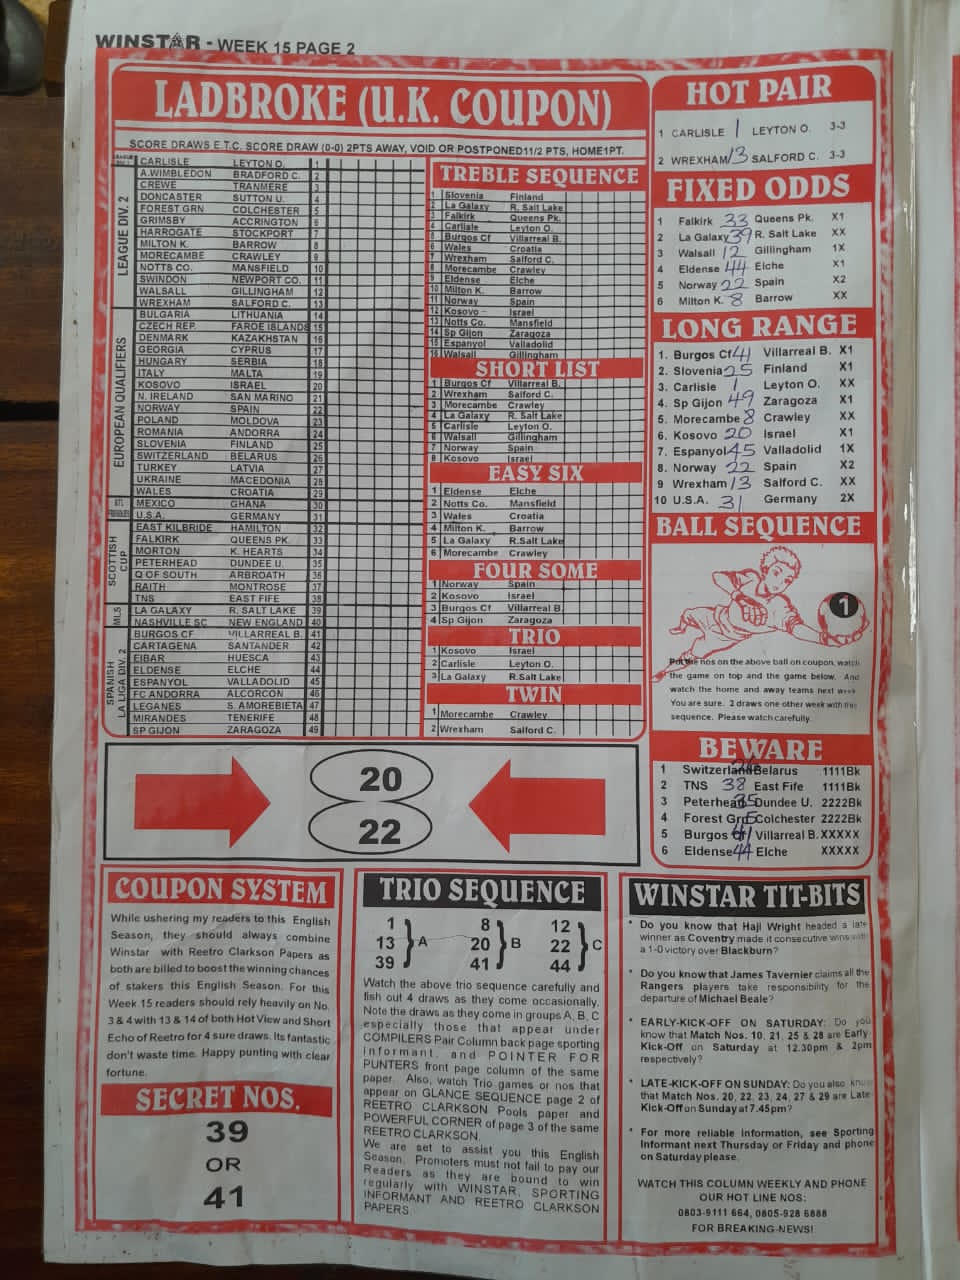 WINSTAR - WEEK 15 PAGE 2
LADBROKE (U.K. COUPON)
SCORE DRAWS E.T.C. SCORE DRAW (0-0) 2PTS AWAY, VOID OR POSTPONED11/2 PTS, HOME1PT.
CARLISLE LEYTON O. 1
A.WIMBLEDON BRADFORD C. 2
CREWE TRANMERE 3
DONCASTER SUTTON U. 4
FOREST GRN COLCHESTER 5
GRIMSBY ACCRINGTON 6
HARROGATE STOCKPORT 7
MILTON K. BARROW 8
MORECAMBE CRAWLEY 9
NOTTS CO. MANSFIELD 10
SWINDON NEWPORT CO. 11
WALSALL GILLINGHAM 12
WREXHAM SALFORD C. 13
LEAGUE DIV. 2
BULGARIA LITHUANIA 14
CZECH REP. FAROE ISLANDS 15
DENMARK KAZAKHSTAN 16
GEORGIA CYPRUS 17
HUNGARY SERBIA 18
ITALY MALTA 19
KOSOVO ISRAEL 20
N. IRELAND SAN MARINO 21
NORWAY SPAIN 22
POLAND MOLDOVA 23
ROMANIA ANDORRA 24
SLOVENIA FINLAND 25
SWITZERLAND BELARUS 26
TURKEY LATVIA 27
UKRAINE MACEDONIA 28
WALES CROATIA 29
EUROPEAN QUALIFIERS
MEXICO GHANA 30
U.S.A. GERMANY 31
EAST KILBRIDE HAMILTON 32
FALKIRK QUEENS PK. 33
MORTON K. HEARTS 34
PETERHEAD DUNDEE U. 35
Q OF SOUTH ARBROATH 36
RAITH MONTROSE 37
TNS EAST FIFE 38
SCOTTISH CUP
LA GALAXY R. SALT LAKE 39
NASHVILLE SC NEW ENGLAND 40
MLS
BURGOS CF VILLARREAL B. 41
CARTAGENA SANTANDER 42
EIBAR HUESCA 43
ELDENSE ELCHE 44
ESPANYOL VALLADOLID 45
FC ANDORRA ALCORCON 46
LEGANES S. AMOREBIETA 47
MIRANDES TENERIFE 48
SP GIJON ZARAGOZA 49
SPANISH LA LIGA DIV. 2
TREBLE SEQUENCE
1 Slovenia Finland
2 La Galaxy R. Salt Lake
3 Falkirk Queens Pk.
4 Carlisle Leyton O.
5 Burgos Cf Villarreal B.
6 Wales Croatia
7 Wrexham Salford C.
8 Morecambe Crawley
9 Eldense Elche
10 Milton K. Barrow
11 Norway Spain
12 Kosovo Israel
13 Notts Co. Mansfield
14 Sp Gijon Zaragoza
15 Espanyol Valladolid
16 Walsall Gillingham
SHORT LIST
1 Burgos Cf Villarreal B.
2 Wrexham Salford C.
3 Morecambe Crawley
4 La Galaxy R. Salt Lake
5 Carlisle Leyton O.
6 Walsall Gillingham
7 Norway Spain
8 Kosovo Israel
EASY SIX
1 Eldense Elche
2 Notts Co. Mansfield
3 Wales Croatia
4 Milton K. Barrow
5 La Galaxy R.Salt Lake
6 Morecambe Crawley
FOUR SOME
1 Norway Spain
2 Kosovo Israel
3 Burgos Cf Villarreal B.
4 Sp Gijon Zaragoza
TRIO
1 Kosovo Israel
2 Carlisle Leyton O.
3 La Galaxy R.Salt Lake
TWIN
1 Morecambe Crawley
2 Wrexham Salford C.
HOT PAIR
1 CARLISLE 1 LEYTON O. 3-3
2 WREXHAM 13 SALFORD C. 3-3
FIXED ODDS
1 Falkirk 33 Queens Pk. X1
2 La Galaxy 39 R. Salt Lake XX
3 Walsall 12 Gillingham 1X
4 Eldense 44 Elche X1
5 Norway 22 Spain X2
6 Milton K. 8 Barrow XX
LONG RANGE
1. Burgos Cf 41 Villarreal B. X1
2. Slovenia 25 Finland X1
3. Carlisle 1 Leyton O. XX
4. Sp Gijon 49 Zaragoza X1
5. Morecambe 8 Crawley XX
6. Kosovo 20 Israel X1
7. Espanyol 45 Valladolid 1X
8. Norway 22 Spain X2
9 Wrexham 13 Salford C. XX
10 U.S.A. 31 Germany 2X
BALL SEQUENCE
1
Put the nos on the above ball on coupon, watch
the game on top and the game below. And
watch the home and away teams next week
You are sure. 2 draws one other week with this
sequence. Please watch carefully.
BEWARE
1 Switzerland 26 Belarus 1111Bk
2 TNS 38 East Fife 1111Bk
3 Peterhead 35 Dundee U. 2222Bk
4 Forest Grn 5 Colchester 2222Bk
5 Burgos Cf 41 Villarreal B. XXXXX
6 Eldense 44 Elche XXXXX
20
22
COUPON SYSTEM
While ushering my readers to this English
Season, they should always combine
Winstar with Reetro Clarkson Papers as
both are billed to boost the winning chances
of stakers this English Season. For this
Week 15 readers should rely heavily on No.
3 & 4 with 13 & 14 of both Hot View and Short
Echo of Reetro for 4 sure draws. Its fantastic
don't waste time. Happy punting with clear
fortune.
SECRET NOS.
39
OR
41
TRIO SEQUENCE
1 8 12
13 A 20 B 22 C
39 41 44
Watch the above trio sequence carefully and
fish out 4 draws as they come occasionally.
Note the draws as they come in groups A, B, C
especially those that appear under
COMPILERS Pair Column back page sporting
informant. and POINTER FOR
PUNTERS front page column of the same
paper. Also, watch Trio games or nos that
appear on GLANCE SEQUENCE page 2 of
REETRO CLARKSON Pools paper and
POWERFUL CORNER of page 3 of the same
REETRO CLARKSON.
We are set to assist you this English
Season. Promoters must not fail to pay our
Readers as they are bound to win
regularly with WINSTAR, SPORTING
INFORMANT AND REETRO CLARKSON
PAPERS.
WINSTAR TIT-BITS
* Do you know that Haji Wright headed a late
winner as Coventry made it consecutive wins with
a 1-0 victory over Blackburn?
* Do you know that James Tavernier claims all the
Rangers players take responsibility for the
departure of Michael Beale?
* EARLY-KICK-OFF ON SATURDAY: Do you
know that Match Nos. 10, 21, 25 & 28 are Early-
Kick-Off on Saturday at 12.30pm & 2pm
respectively?
* LATE-KICK-OFF ON SUNDAY: Do you also know
that Match Nos. 20, 22, 23, 24, 27 & 29 are Late-
Kick-Off on Sunday at 7.45pm?
* For more reliable information, see Sporting
Informant next Thursday or Friday and phone
on Saturday please.
WATCH THIS COLUMN WEEKLY AND PHONE
OUR HOT LINE NOS:
0803-9111 664, 0805-928 6888
FOR BREAKING-NEWS!